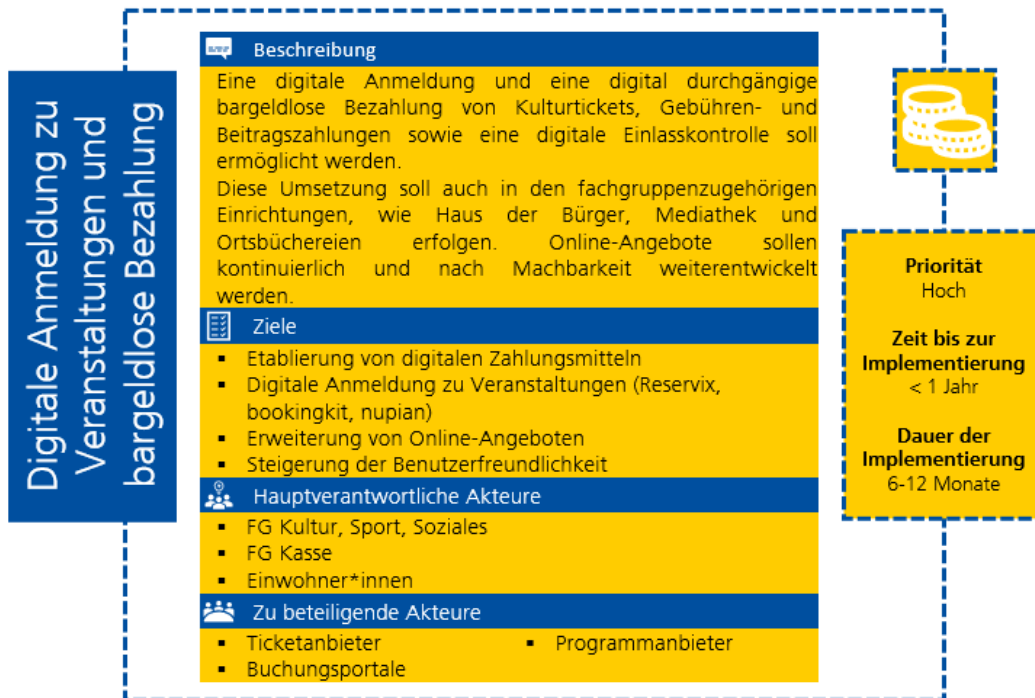 Digitale Anmeldung zu
Veranstaltungen und
bargeldlose Bezahlung
Beschreibung
Eine digitale Anmeldung und eine digital durchgängige
bargeldlose Bezahlung von Kulturtickets, Gebühren- und
Beitragszahlungen sowie eine digitale Einlasskontrolle soll
ermöglicht werden.
Diese Umsetzung soll auch in den fachgruppenzugehörigen
Einrichtungen, wie Haus der Bürger, Mediathek und
Ortsbüchereien erfolgen. Online-Angebote sollen
kontinuierlich und nach Machbarkeit weiterentwickelt
werden.
Ziele
▪ Etablierung von digitalen Zahlungsmitteln
▪ Digitale Anmeldung zu Veranstaltungen (Reservix,
bookingkit, nupian)
▪ Erweiterung von Online-Angeboten
▪ Steigerung der Benutzerfreundlichkeit
Hauptverantwortliche Akteure
▪ FG Kultur, Sport, Soziales
▪ FG Kasse
▪ Einwohner*innen
Zu beteiligende Akteure
▪ Ticketanbieter
▪ Buchungsportale
▪ Programmanbieter
Priorität
Hoch
Zeit bis zur
Implementierung
< 1 Jahr
Dauer der
Implementierung
6-12 Monate